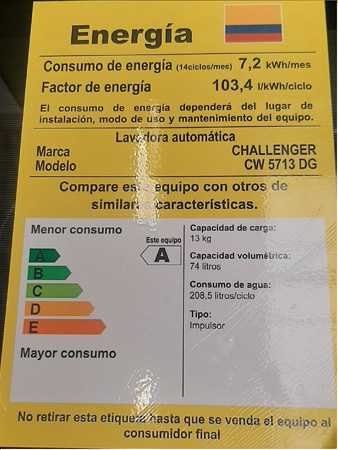 Energía
Consumo de energía (14ciclos/mes) 7,2 kWh/mes
Factor de energía 103,4 l/kWh/ciclo
El consumo de energía dependerá del lugar de
instalación, modo de uso y mantenimiento del equipo.
Lavadora automática
Marca CHALLENGER
Modelo CW 5713 DG
Compare este equipo con otros de
similares características.
Menor consumo
Este equipo
A
A
B
C
D
E
Mayor consumo
Capacidad de carga:
13 kg
Capacidad volumétrica:
74 litros
Consumo de agua:
208,5 litros/ciclo
Tipo:
Impulsor
No retirar esta etiqueta hasta que se venda el equipo al
consumidor final